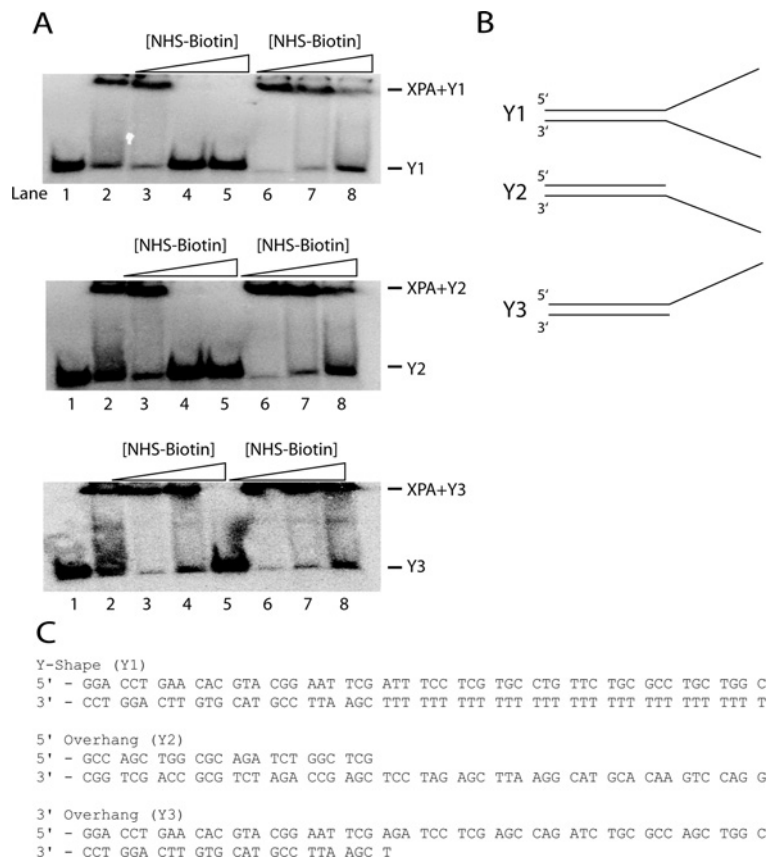 A
B
[NHS-Biotin] [NHS-Biotin]
XPA+Y1
Y1
Lane 1 2 3 4 5 6 7 8
[NHS-Biotin] [NHS-Biotin]
XPA+Y2
Y2
1 2 3 4 5 6 7 8
[NHS-Biotin] [NHS-Biotin]
XPA+Y3
Y3
1 2 3 4 5 6 7 8
5'
Y1
3'
5'
Y2
3'
5'
Y3
3'
C
Y-Shape (Y1)
5' - GGA CCT GAA CAC GTA CGG AAT TCG ATT TCC TCG TGC CTG TTC TGC GCC TGC TGG C
3' - CCT GGA CTT GTG CAT GCC TTA AGC TTT TTT TTT TTT TTT TTT TTT TTT TTT TTT T
5' Overhang (Y2)
5' - GCC AGC TGG CGC AGA TCT GGC TCG
3' - CGG TCG ACC GCG TCT AGA CCG AGC TCC TAG AGC TTA AGG CAT GCA CAA GTC CAG G
3' Overhang (Y3)
5' - GGA CCT GAA CAC GTA CGG AAT TCG AGA TCC TCG AGC CAG ATC TGC GCC AGC TGG C
3' - CCT GGA CTT GTG CAT GCC TTA AGC T